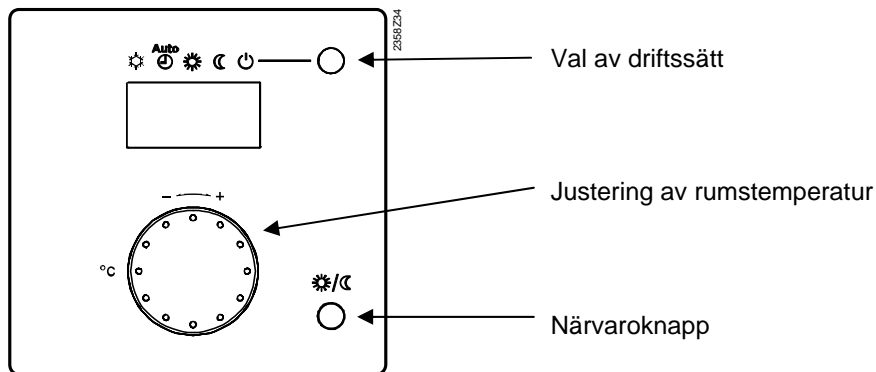 2358Z34
Auto
Val av driftssätt
Justering av rumstemperatur
- +
°C
/
Närvaroknapp